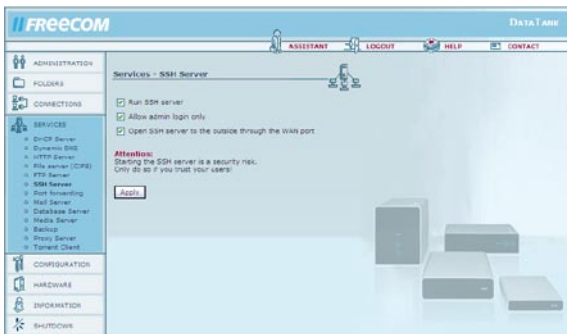 FREECOM
DATATANK
ASSISTANT
LOGOUT
HELP
CONTACT
ADMINISTRATION
FOLDERS
CONNECTIONS
SERVICES
DHCP Server
Dynamic DNS
HTTP Server
File server (CIFS)
FTP Server
SSH Server
Port forwarding
Mail Server
Database Server
Media Server
Backup
Proxy Server
Torrent Client
CONFIGURATION
HARDWARE
INFORMATION
SHUTDOWN
Services - SSH Server
Run SSH server
Allow admin login only
Open SSH server to the outside through the WAN port
Attention:
Starting the SSH server is a security risk.
Only do so if you trust your users!
Apply